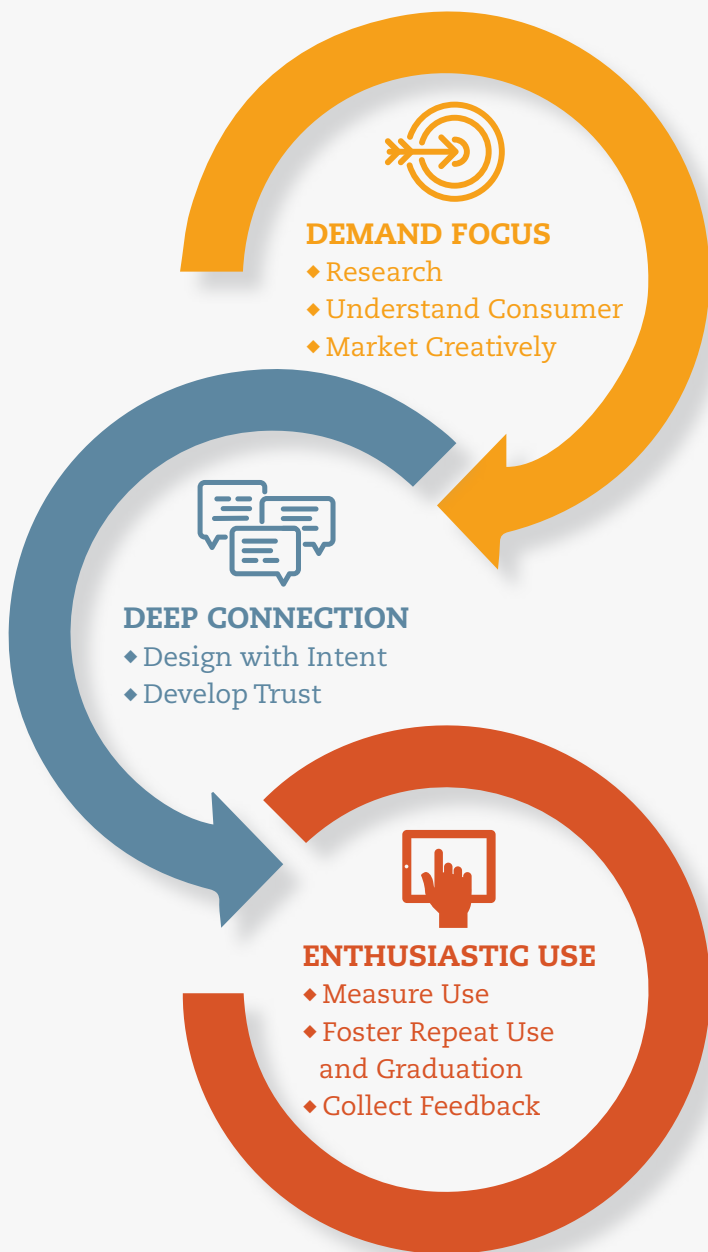 DEMAND FOCUS
◆ Research
◆ Understand Consumer
◆ Market Creatively
DEEP CONNECTION
◆ Design with Intent
◆ Develop Trust
ENTHUSIASTIC USE
◆ Measure Use
◆ Foster Repeat Use
and Graduation
◆ Collect Feedback